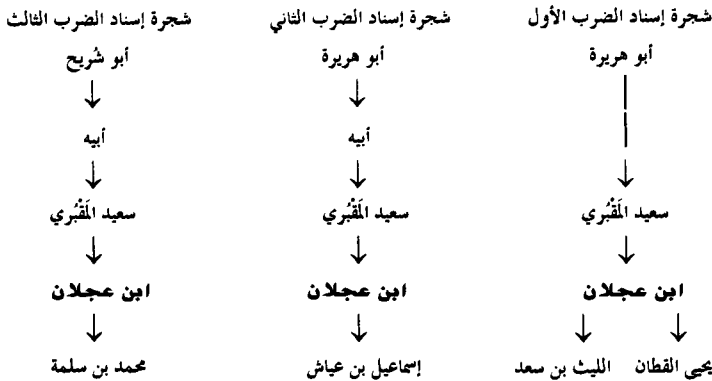 شجرة إسناد الضرب الأول
أبو هريرة
سعيد المَقْبُري
ابن عجلان
يحيى القطان
الليث بن سعد
شجرة إسناد الضرب الثاني
أبو هريرة
أبيه
سعيد المَقْبُري
ابن عجلان
إسماعيل بن عياش
شجرة إسناد الضرب الثالث
أبو شُريح
أبيه
سعيد المَقْبُري
ابن عجلان
محمد بن سلمة